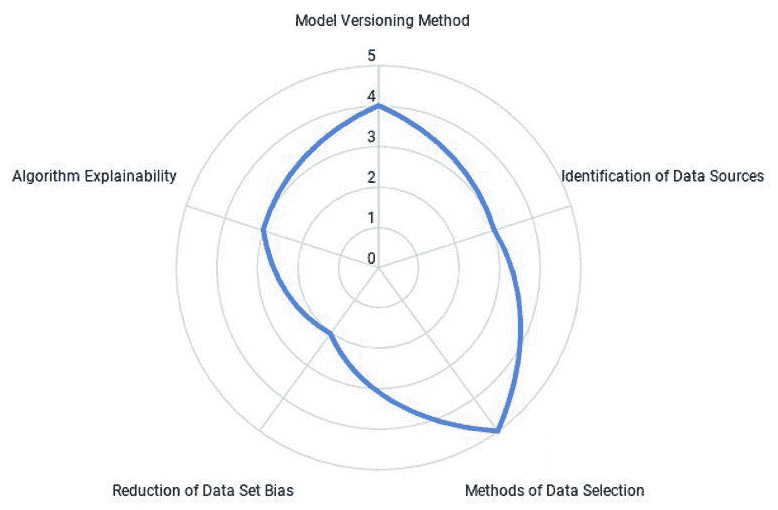 Model Versioning Method
5
4
3
2
1
0
Algorithm Explainability
Identification of Data Sources
Reduction of Data Set Bias
Methods of Data Selection